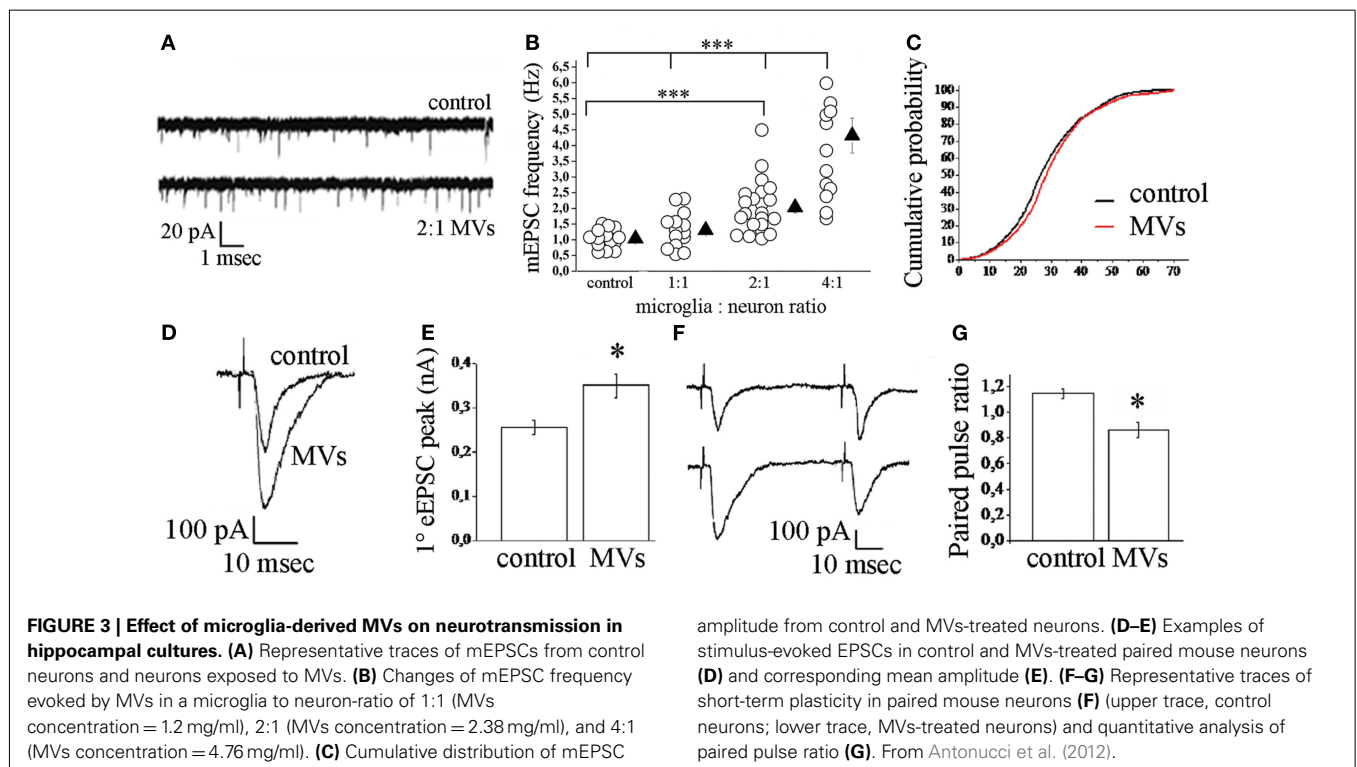 A
control
20 pA
1 msec
2:1 MVs
B
***
***
mEPSC frequency (Hz)
6,5
6,0
5,5
5,0
4,5
4,0
3,5
3,0
2,5
2,0
1,5
1,0
0,5
0,0
control 1:1 2:1 4:1
microglia : neuron ratio
C
Cumulative probability
100
90
80
70
60
50
40
30
20
10
0
control
MVs
0 10 20 30 40 50 60 70
D
control
MVs
100 pA
10 msec
E
1° eEPSC peak (nA)
0,4
0,3
0,1
0,0
*
control MVs
F
100 pA
10 msec
G
Paired pulse ratio
1,2
1,0
0,8
0,6
0,4
0,2
0,0
*
control MVs
FIGURE 3 | Effect of microglia-derived MVs on neurotransmission in
hippocampal cultures. (A) Representative traces of mEPSCs from control
neurons and neurons exposed to MVs. (B) Changes of mEPSC frequency
evoked by MVs in a microglia to neuron-ratio of 1:1 (MVs
concentration = 1.2 mg/ml), 2:1 (MVs concentration = 2.38 mg/ml), and 4:1
(MVs concentration = 4.76 mg/ml). (C) Cumulative distribution of mEPSC
amplitude from control and MVs-treated neurons. (D–E) Examples of
stimulus-evoked EPSCs in control and MVs-treated paired mouse neurons
(D) and corresponding mean amplitude (E). (F–G) Representative traces of
short-term plasticity in paired mouse neurons (F) (upper trace, control
neurons; lower trace, MVs-treated neurons) and quantitative analysis of
paired pulse ratio (G). From Antonucci et al. (2012).